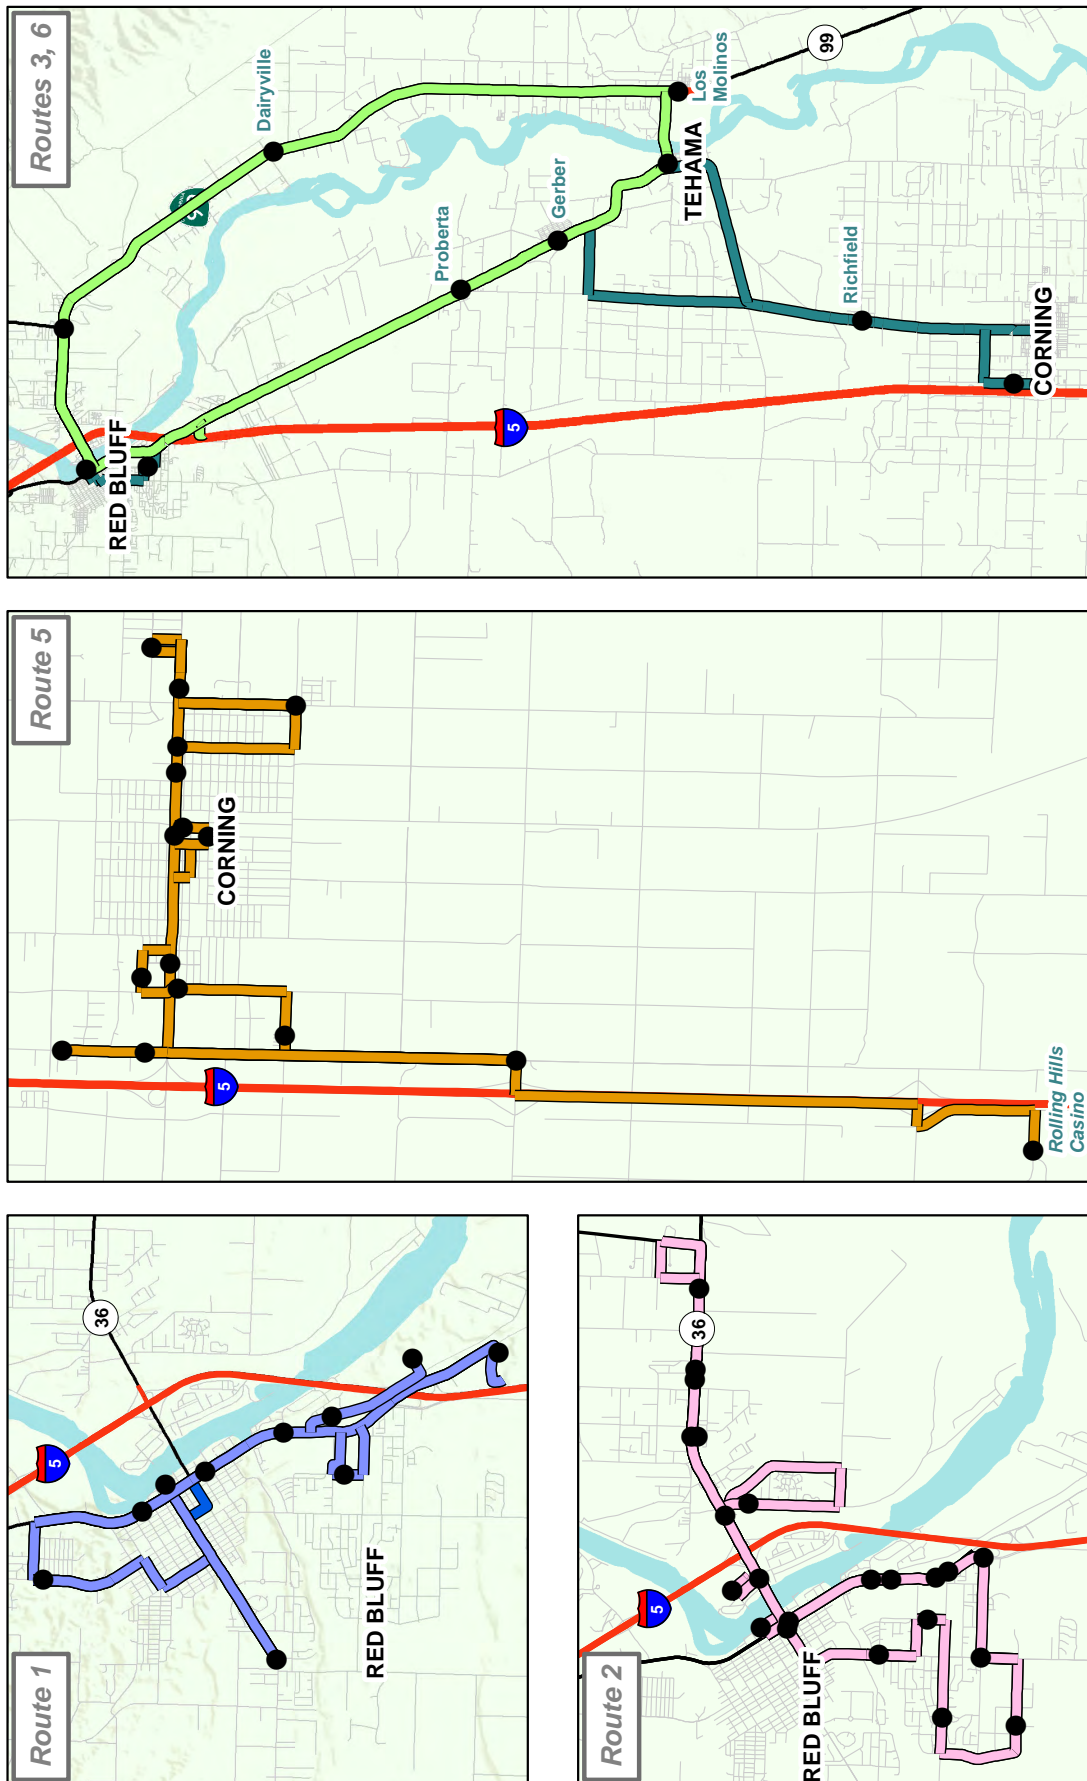 Route 1
5
36
RED BLUFF
Route 2
5
36
RED BLUFF
Route 5
CORNING
5
Rolling Hills
Casino
Routes 3, 6
Dairyville
RED BLUFF
Proberta
Gerber
5
99
Los
Molinos
TEHAMA
Richfield
CORNING